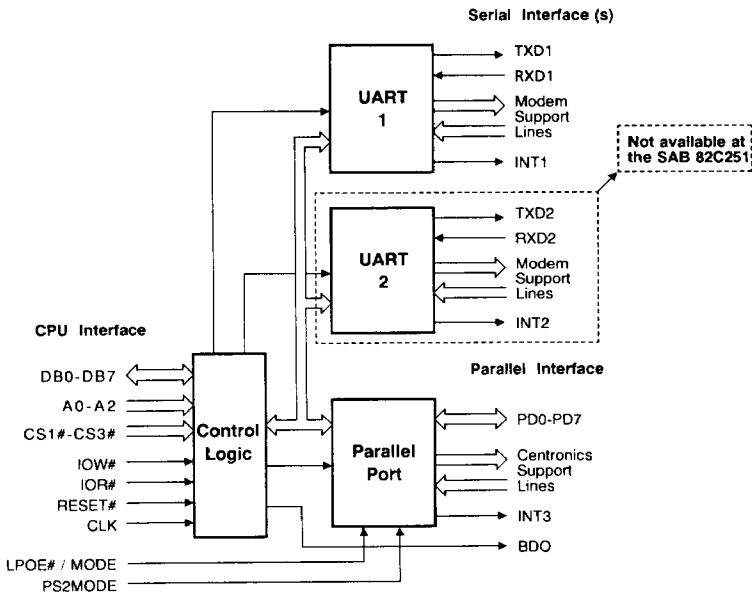 Serial Interface (s)
TXD1
RXD1
UART
1
Modem
Support
Lines
INT1
Not available at
the SAB 82C251
TXD2
RXD2
UART
2
Modem
Support
Lines
INT2
CPU Interface
Parallel Interface
DB0-DB7
A0-A2
CS1#-CS3#
IOW#
IOR#
RESET#
CLK
Control
Logic
Parallel
Port
PD0-PD7
Centronics
Support
Lines
INT3
BDO
LPOE# / MODE
PS2MODE